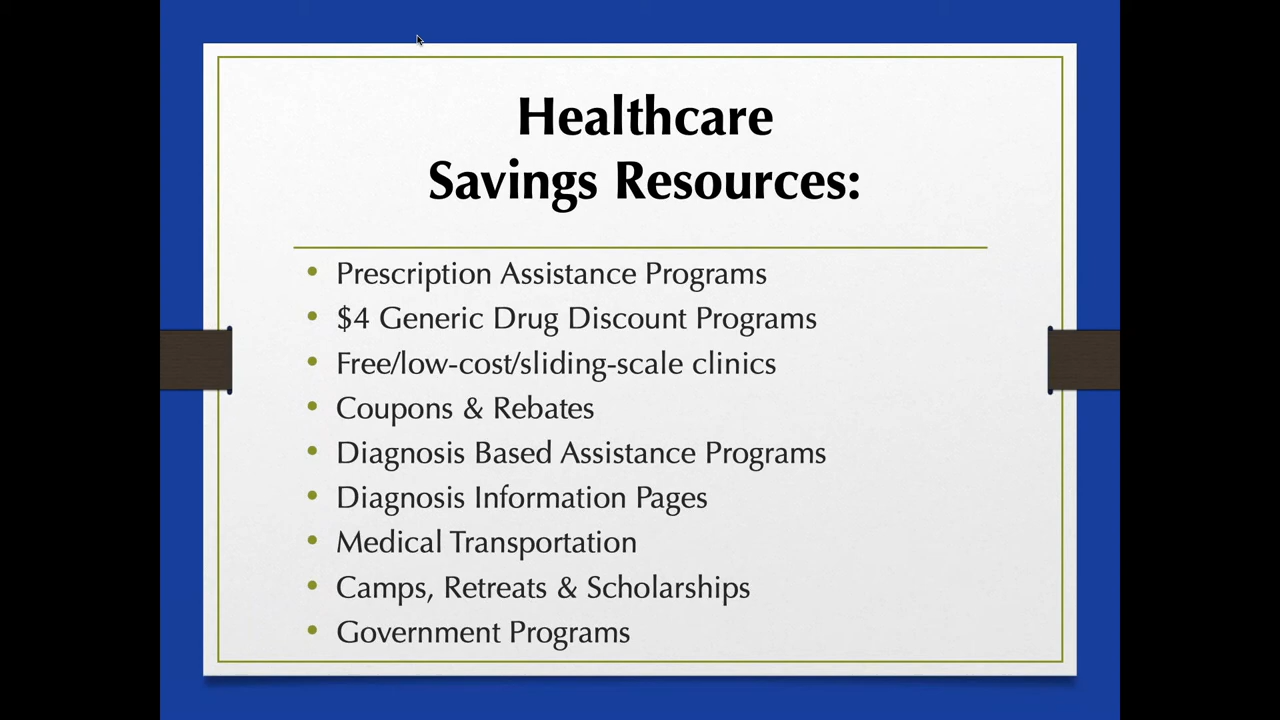 Healthcare
Savings Resources:
• Prescription Assistance Programs
• $4 Generic Drug Discount Programs
• Free/low-cost/sliding-scale clinics
• Coupons & Rebates
• Diagnosis Based Assistance Programs
• Diagnosis Information Pages
• Medical Transportation
• Camps, Retreats & Scholarships
• Government Programs